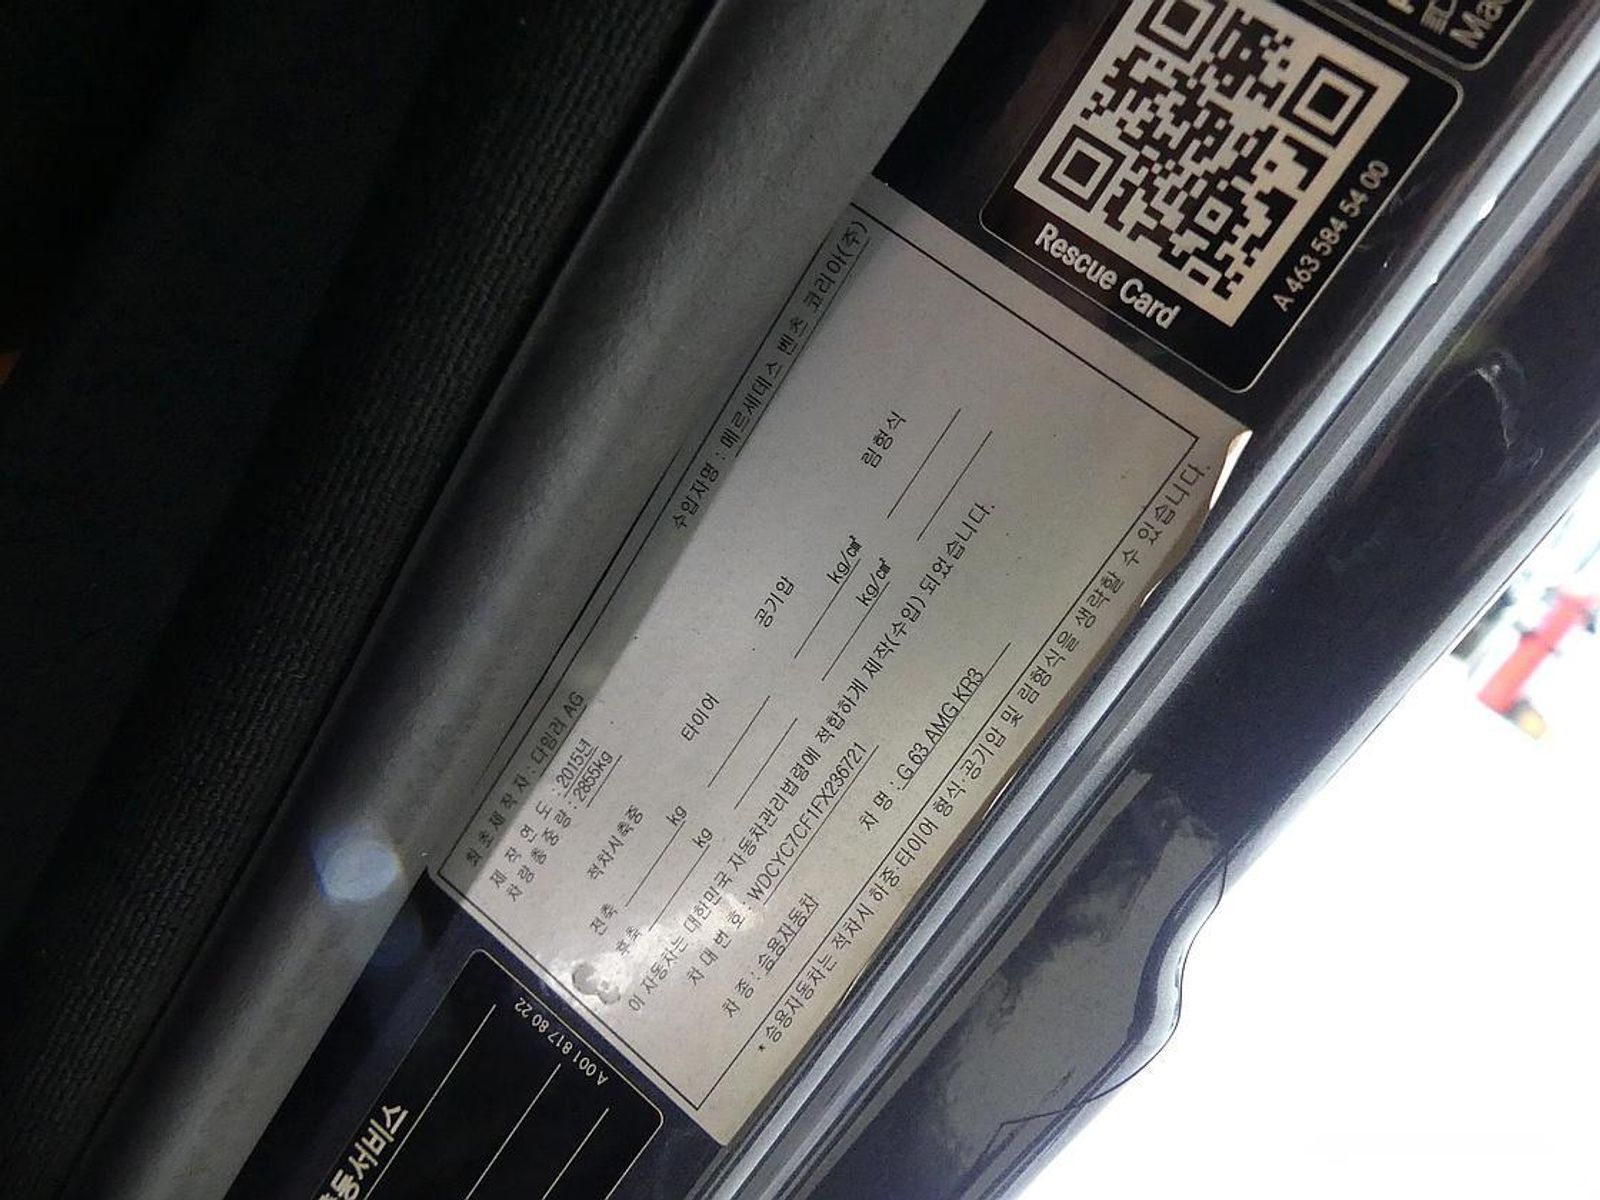 Rescue Card
A 463 584 54 00
최초제작자 : 다임러 AG
수입자명 : 메르세데스 벤츠 코리아(주)
제 작 연 도 : 2015년
차 량 총 중 량 : 2855kg
적차시축중
타이어
공기압
림형식
전축
kg
kg/㎠
후축
kg
kg/㎠
이 자동차는 대한민국 자동차관리법령에 적합하게 제작(수입) 되었습니다.
차 대 번 호 : WDCYC7CF1FX236721
차 종 : 승용자동차
차 명 : G 63 AMG KR3
* 승용자동차는 적차시 하중:타이어 형식:공기압 및 림형식을 생략할 수 있습니다.
A 001 817 80 22
동서비스